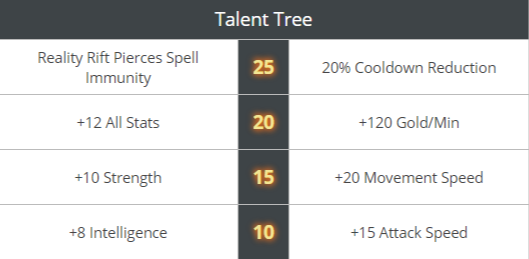 Talent Tree
Reality Rift Pierces Spell
Immunity
25
20% Cooldown Reduction
+12 All Stats
20
+120 Gold/Min
+10 Strength
15
+20 Movement Speed
+8 Intelligence
10
+15 Attack Speed